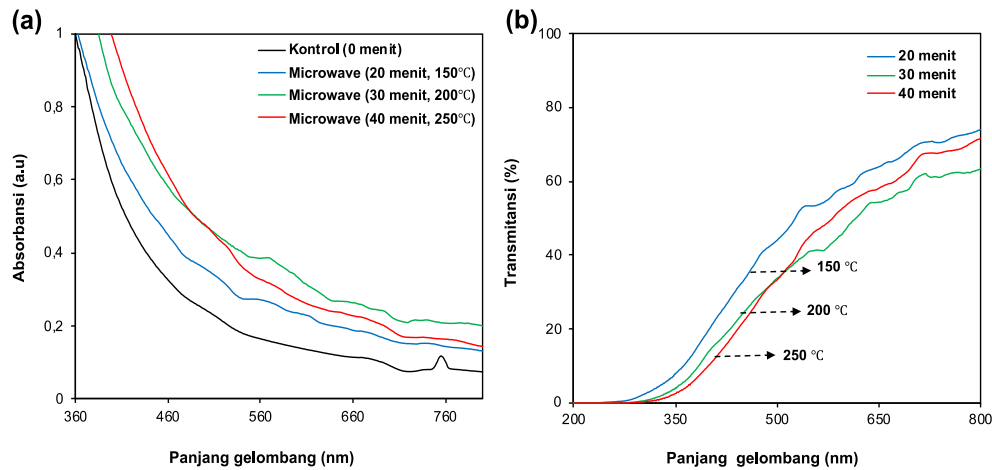 (a)
1
0,8
0,6
0,4
0,2
0
Absorbansi (a.u)
360
460
560
660
760
Panjang gelombang (nm)
Kontrol (0 menit)
Microwave (20 menit, 150℃)
Microwave (30 menit, 200℃)
Microwave (40 menit, 250℃)
(b)
100
80
60
40
20
0
Transmitansi (%)
200
350
500
650
800
Panjang gelombang (nm)
20 menit
30 menit
40 menit
150 ℃
200 ℃
250 ℃